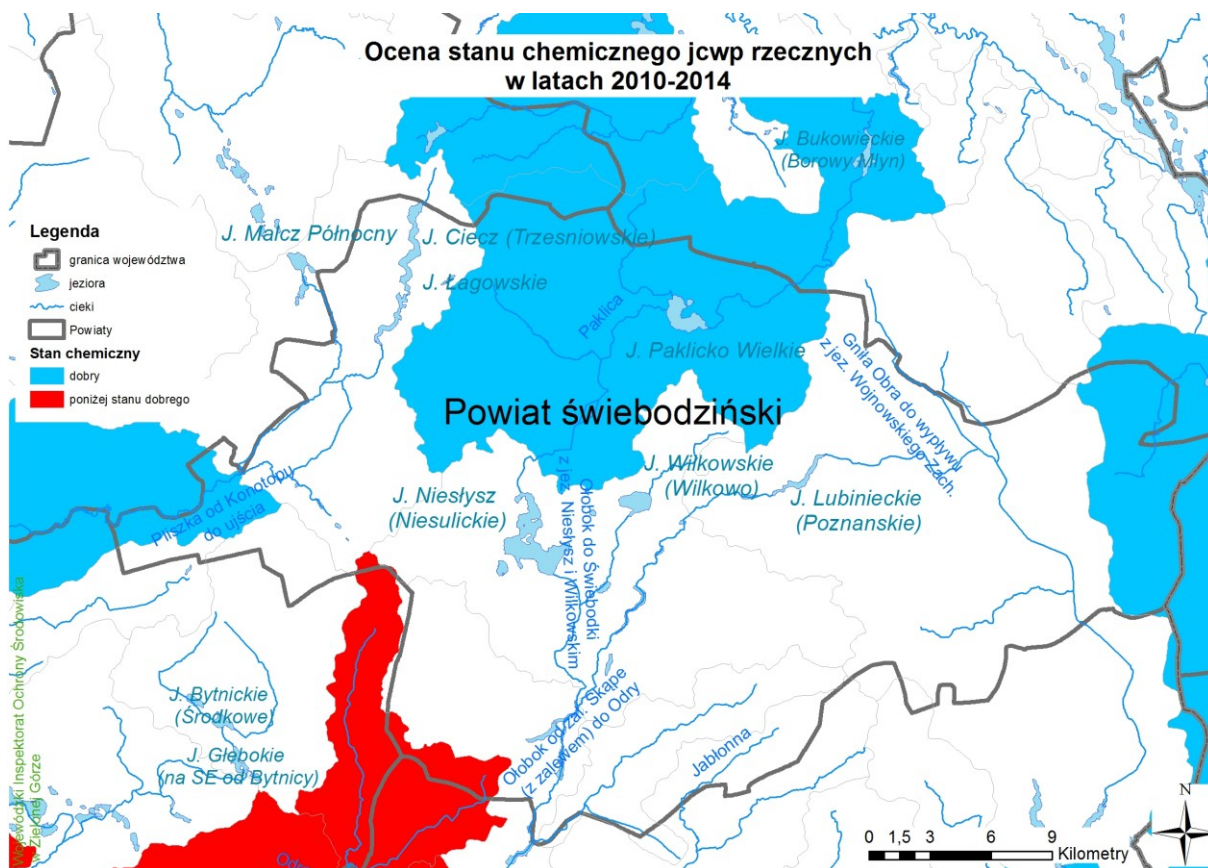 Ocena stanu chemicznego jcwp rzecznych
w latach 2010-2014
J. Bukowieckie
(Borowy Młyn)
Legenda
granica województwa
jeziora
cieki
Powiaty
Stan chemiczny
dobry
poniżej stanu dobrego
J. Malcz Północny
J. Ciecz (Trzesniowskie)
J. Łagowskie
Paklica
J. Paklicko Wielkie
Gniła Obra do wypływu
z jez. Wojnowskiego Zach.
Powiat świebodziński
J. Niesłysz
(Niesulickie)
J. Wilkowskie
(Wilkowo)
J. Lubinieckie
(Poznanskie)
Pliszka od Konotopu
do ujścia
Ołobok do Świebodki
z jez. Niesłysz i Wilkowskim
J. Bytnickie
(Środkowe)
J. Głębokie
(na SE od Bytnicy)
Ołobok od zal. Skąpe
(z zalewem) do Odry
Jabłonna
Wojewódzki Inspektorat Ochrony Środowiska
w Zielonej Górze
N
0 1,5 3 6 9
Kilometry